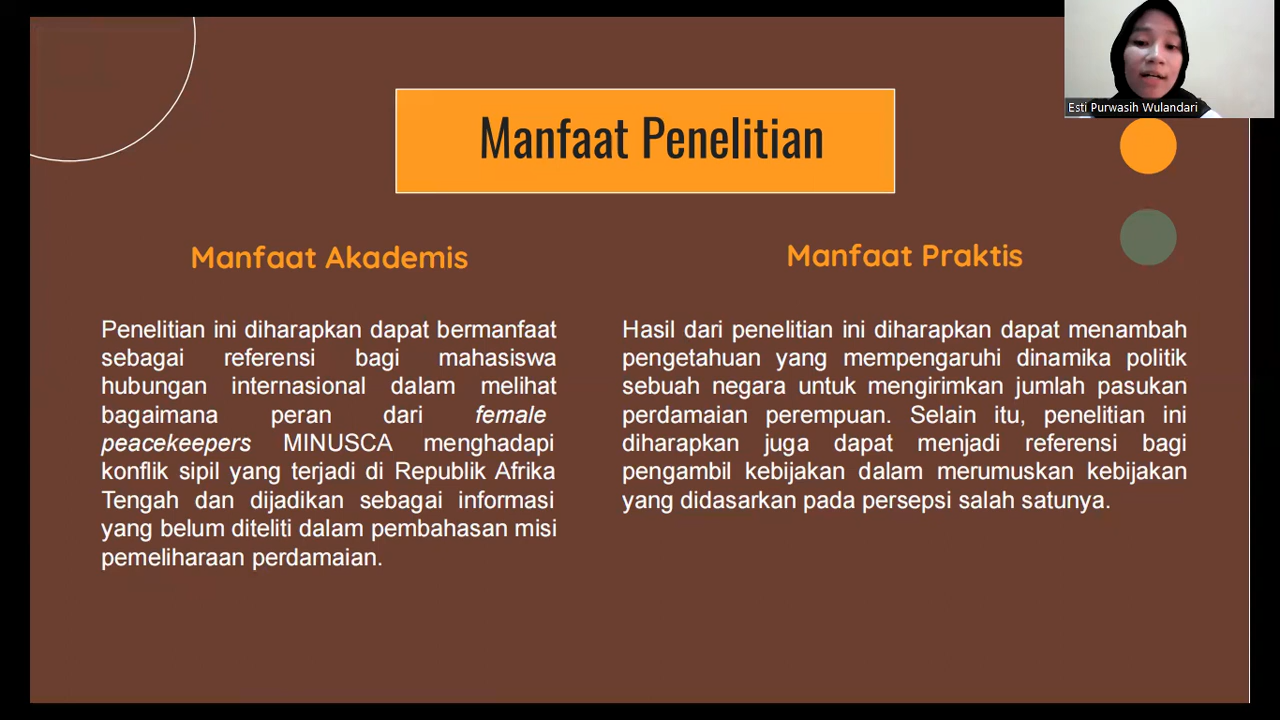 Esti Purwasih Wulandari
Manfaat Penelitian
Manfaat Akademis
Penelitian ini diharapkan dapat bermanfaat
sebagai referensi bagi mahasiswa
hubungan internasional dalam melihat
bagaimana peran dari female
peacekeepers MINUSCA menghadapi
konflik sipil yang terjadi di Republik Afrika
Tengah dan dijadikan sebagai informasi
yang belum diteliti dalam pembahasan misi
pemeliharaan perdamaian.
Manfaat Praktis
Hasil dari penelitian ini diharapkan dapat menambah
pengetahuan yang mempengaruhi dinamika politik
sebuah negara untuk mengirimkan jumlah pasukan
perdamaian perempuan. Selain itu, penelitian ini
diharapkan juga dapat menjadi referensi bagi
pengambil kebijakan dalam merumuskan kebijakan
yang didasarkan pada persepsi salah satunya.